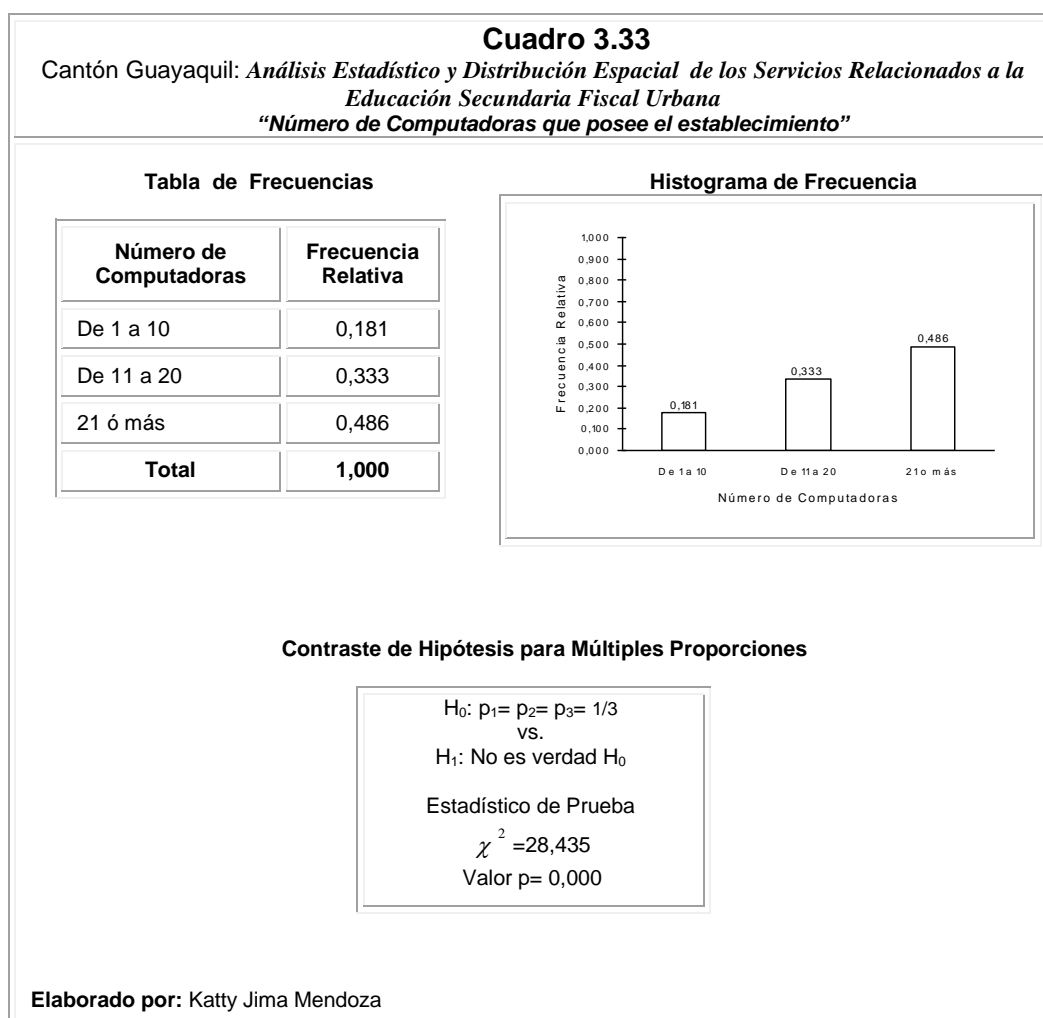 Cuadro 3.33
Cantón Guayaquil: Análisis Estadístico y Distribución Espacial de los Servicios Relacionados a la
Educación Secundaria Fiscal Urbana
“Número de Computadoras que posee el establecimiento”
Tabla de Frecuencias
Número de Computadoras
Frecuencia Relativa
De 1 a 10 0,181
De 11 a 20 0,333
21 ó más 0,486
Total 1,000
Histograma de Frecuencia
Frecuencia Relativa
1,000
0,900
0,800
0,700
0,600
0,500
0,400
0,300
0,200
0,100
0,000
0,181
0,333
0,486
De 1 a 10
De 11 a 20
21 o más
Número de Computadoras
Contraste de Hipótesis para Múltiples Proporciones
H₀: p₁= p₂= p₃= 1/3
vs.
H₁: No es verdad H₀
Estadístico de Prueba
χ² =28,435
Valor p= 0,000
Elaborado por: Katty Jima Mendoza